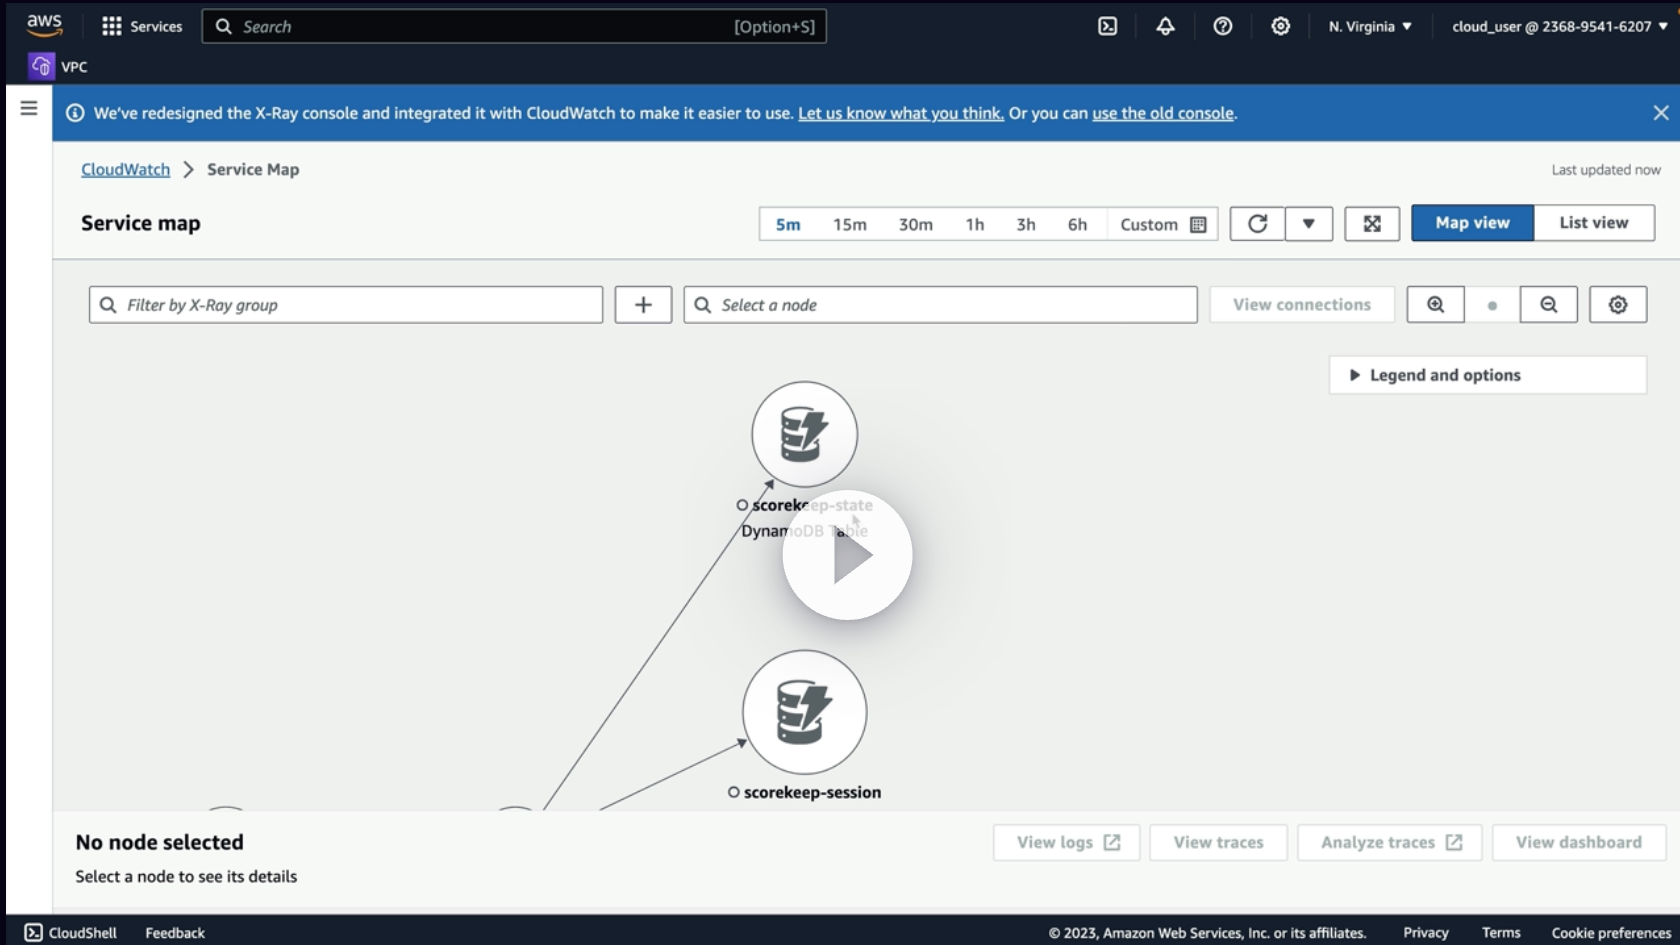 aws
Services
Search
[Option+S]
N. Virginia
cloud_user @ 2368-9541-6207
VPC
We've redesigned the X-Ray console and integrated it with CloudWatch to make it easier to use. Let us know what you think. Or you can use the old console.
CloudWatch
Service Map
Last updated now
Service map
5m
15m
30m
1h
3h
6h
Custom
Map view
List view
Filter by X-Ray group
Select a node
View connections
Legend and options
scorekeep-state
DynamoDB Table
scorekeep-session
No node selected
View logs
View traces
Analyze traces
View dashboard
Select a node to see its details
CloudShell
Feedback
© 2023, Amazon Web Services, Inc. or its affiliates.
Privacy
Terms
Cookie preferences